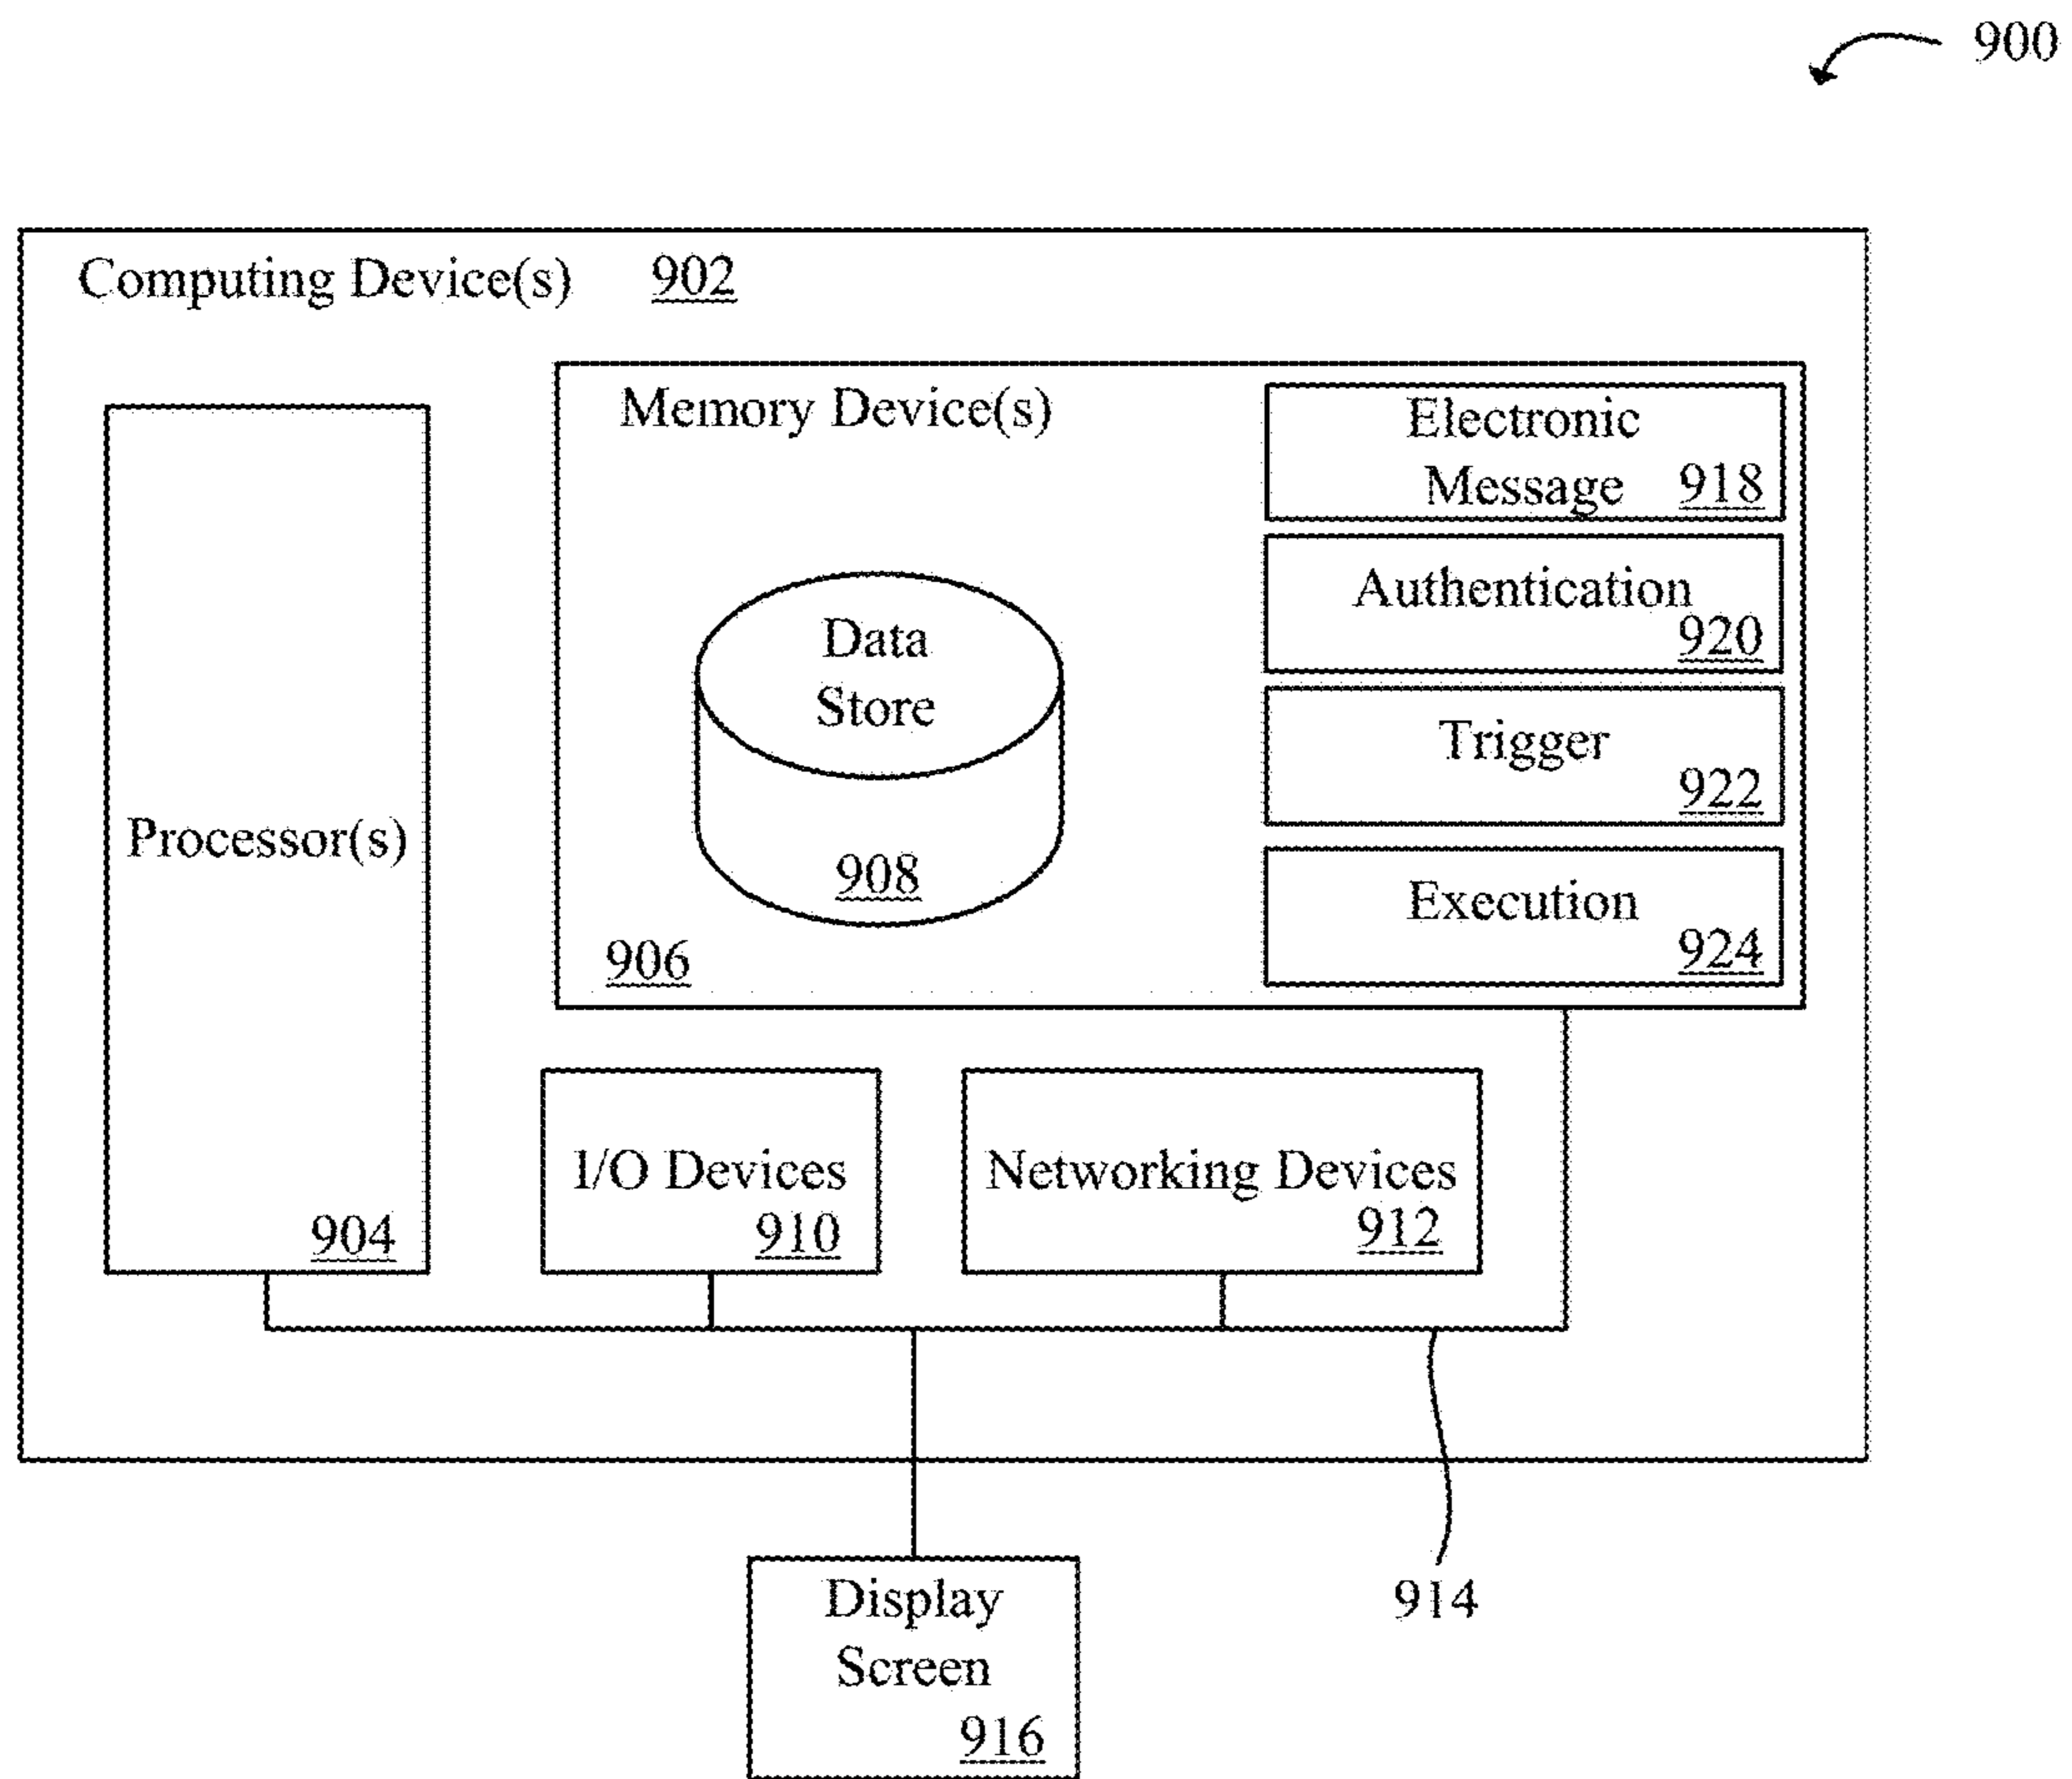 900
Computing Device(s) 902
Memory Device(s)
Electronic
Message 918
Authentication
920
Data
Store
Trigger
922
Processor(s)
908
Execution
924
906
I/O Devices
910
Networking Devices
912
904
914
Display
Screen
916